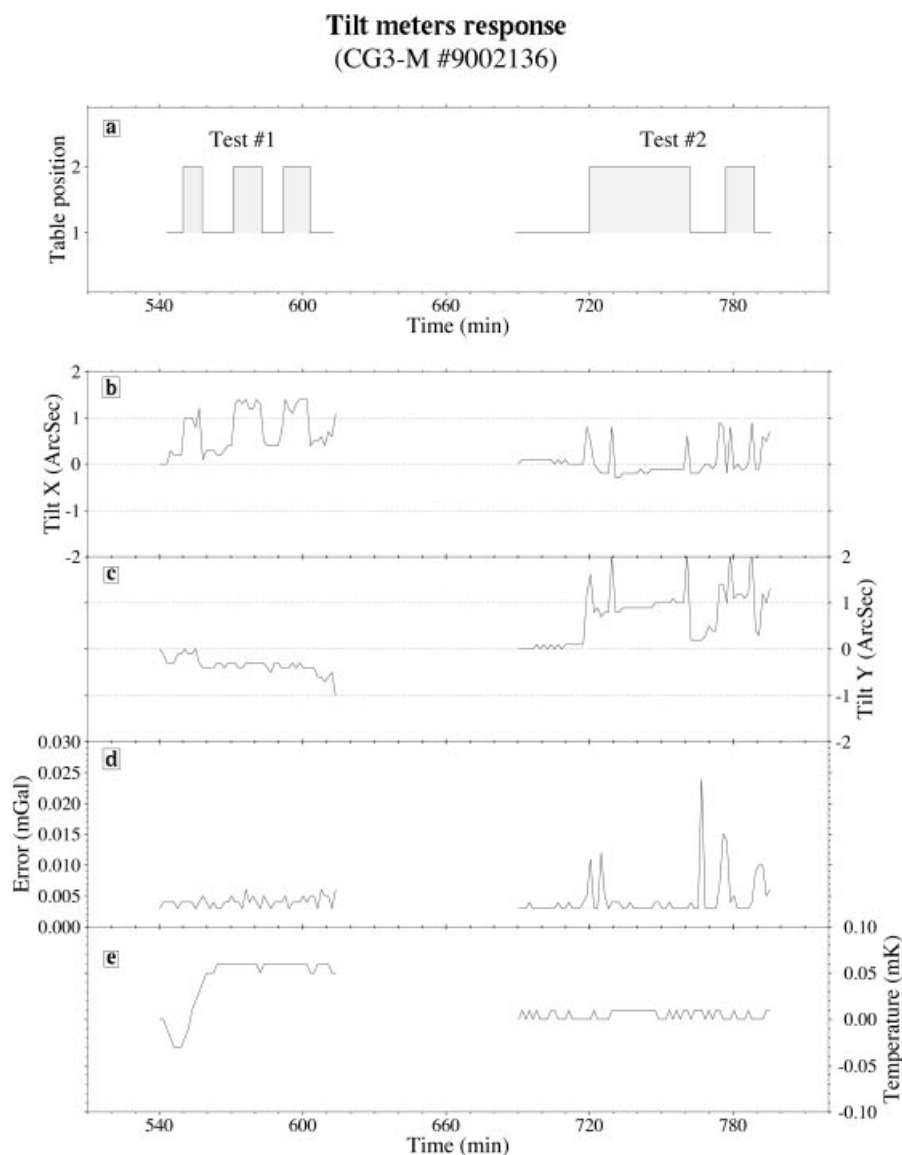 Tilt meters response
(CG3-M #9002136)
a
Test #1
Test #2
Table position
2
1
2
1
540
600
660
720
780
Time (min)
b
Tilt X (ArcSec)
2
1
0
-1
-2
c
Tilt Y (ArcSec)
2
1
0
-1
-2
d
Error (mGal)
0.030
0.025
0.020
0.015
0.010
0.005
0.000
e
Temperature (mK)
0.10
0.05
0.00
-0.05
-0.10
540
600
660
720
780
Time (min)